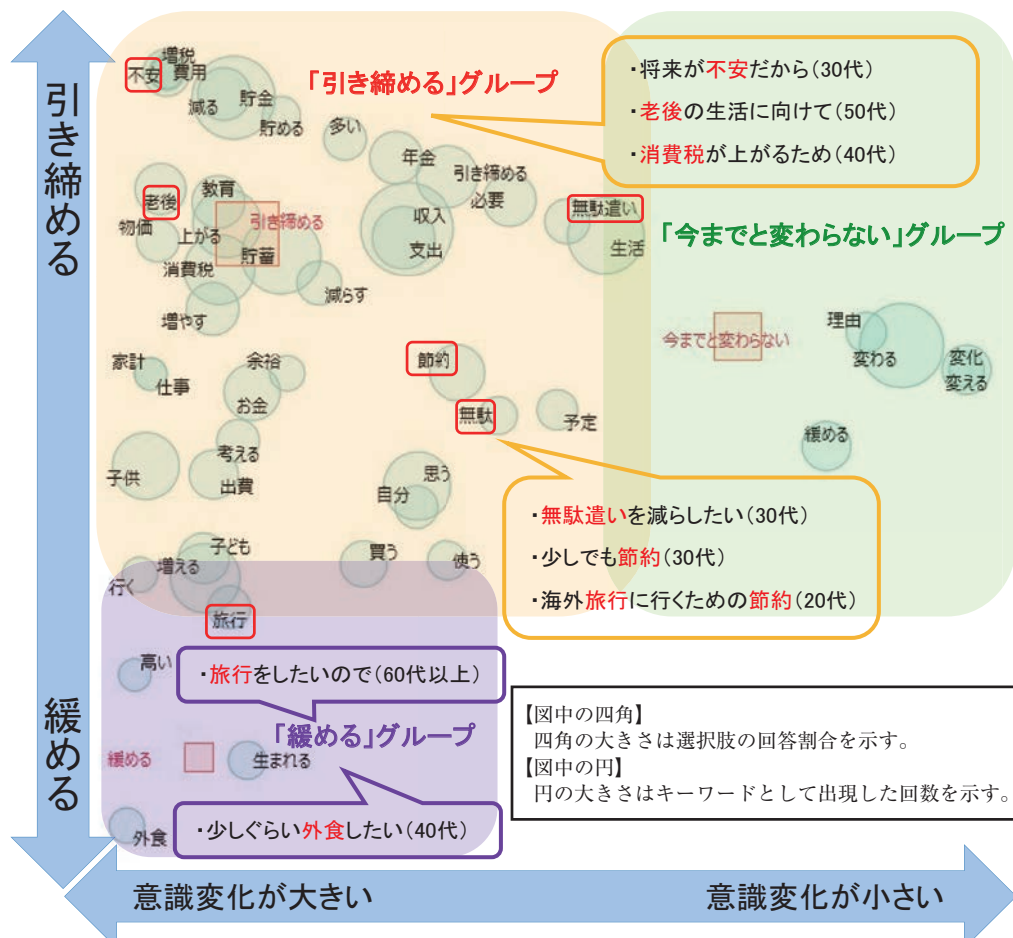 引き締める
緩める
増税
不安
費用
減る
貯金
貯める
「引き締める」グループ
多い
年金
引き締める
必要
・将来が不安だから(30代)
・老後の生活に向けて(50代)
・消費税が上がるため(40代)
老後
教育
物価
上がる
引き締める
貯蓄
消費税
減らす
増やす
収入
支出
無駄遣い
生活
「今までと変わらない」グループ
今までと変わらない
理由
変わる
変化
変える
緩める
家計
仕事
余裕
お金
節約
無駄
予定
考える
出費
子供
思う
自分
・無駄遣いを減らしたい(30代)
・少しでも節約(30代)
・海外旅行に行くための節約(20代)
子ども
増える
行く
買う
使う
旅行
高い
・旅行をしたいので(60代以上)
「緩める」グループ
緩める
生まれる
外食
・少しぐらい外食したい(40代)
【図中の四角】
四角の大きさは選択肢の回答割合を示す。
【図中の円】
円の大きさはキーワードとして出現した回数を示す。
意識変化が大きい
意識変化が小さい